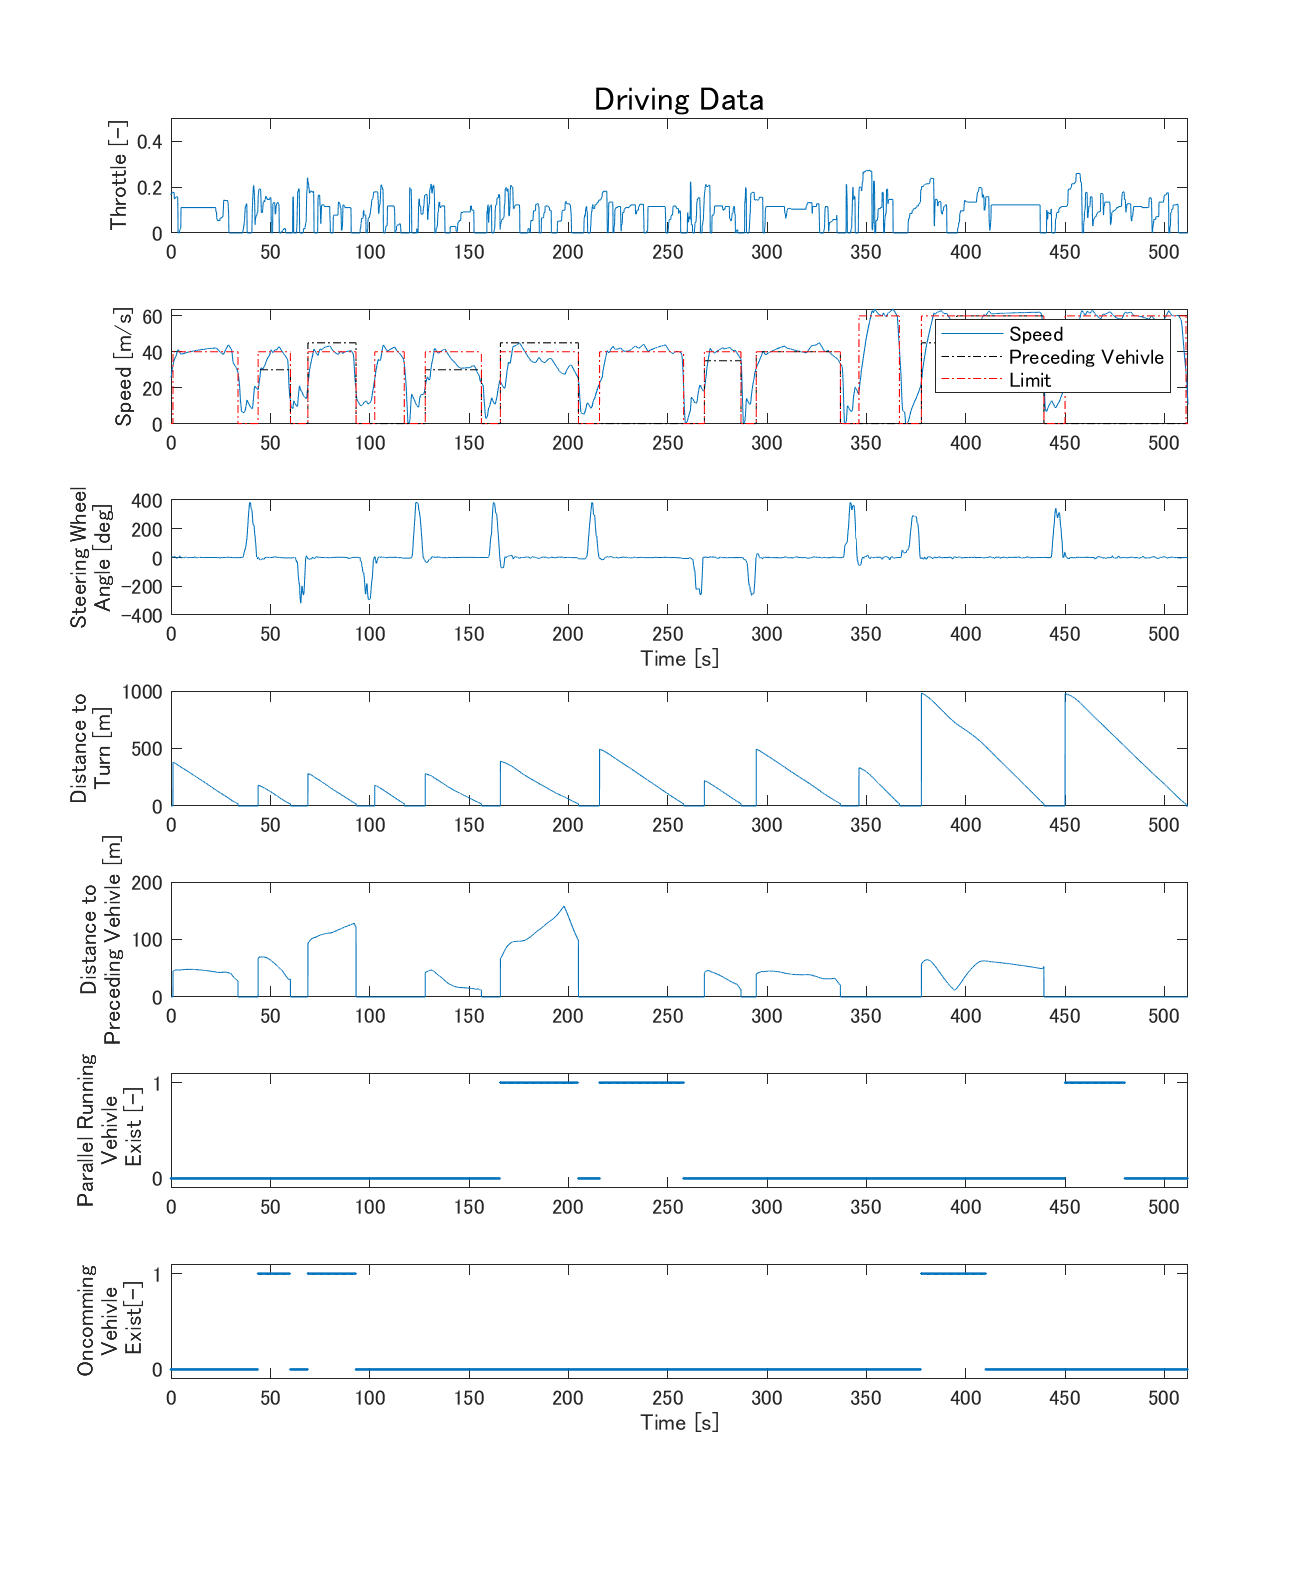 Driving Data
Throttle [-]
0.4
0.2
0
0 50 100 150 200 250 300 350 400 450 500
Speed [m/s]
60
40
20
0
Speed
Preceding Vehivle
Limit
0 50 100 150 200 250 300 350 400 450 500
Steering Wheel
Angle [deg]
400
200
0
-200
-400
0 50 100 150 200 250 300 350 400 450 500
Time [s]
Distance to
Turn [m]
1000
500
0
0 50 100 150 200 250 300 350 400 450 500
Distance to
Preceding Vehivle [m]
200
100
0
0 50 100 150 200 250 300 350 400 450 500
Parallel Running
Vehivle
Exist [-]
1
0
0 50 100 150 200 250 300 350 400 450 500
Oncomming
Vehivle
Exist[-]
1
0
0 50 100 150 200 250 300 350 400 450 500
Time [s]